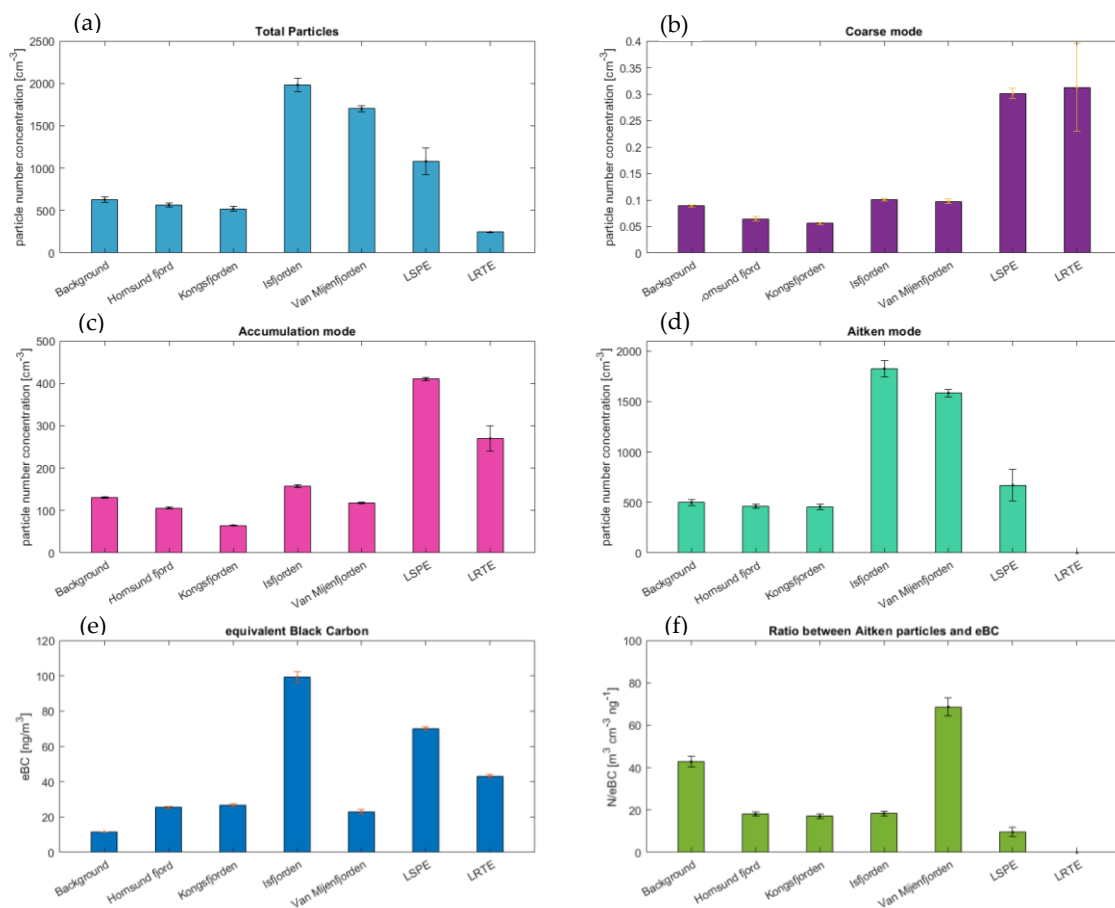 (a)
Total Particles
particle number concentration [cm-3]
2500
2000
1500
1000
500
0
Background
Hornsund fjord
Kongsfjorden
Isfjorden
Van Mijenfjorden
LSPE
LRTE
(b)
Coarse mode
particle number concentration [cm-3]
0.4
0.35
0.3
0.25
0.2
0.15
0.1
0.05
0
Background
ornsund fjord
Kongsfjorden
Isfjorden
Van Mijenfjorden
LSPE
LRTE
(c)
Accumulation mode
particle number concentration [cm-3]
500
400
300
200
100
0
Background
Hornsund fjord
Kongsfjorden
Isfjorden
Van Mijenfjorden
LSPE
LRTE
(d)
Aitken mode
particle number concentration [cm-3]
2000
1500
1000
500
0
Background
Hornsund fjord
Kongsfjorden
Isfjorden
Van Mijenfjorden
LSPE
LRTE
(e)
equivalent Black Carbon
eBC [ng/m3]
120
100
80
60
40
20
0
Background
Hornsund fjord
Kongsfjorden
Isfjorden
Van Mijenfjorden
LSPE
LRTE
(f)
Ratio between Aitken particles and eBC
N/eBC [m3 cm-3 ng-1]
100
80
60
40
20
0
Background
Hornsund fjord
Kongsfjorden
Isfjorden
Van Mijenfjorden
LSPE
LRTE